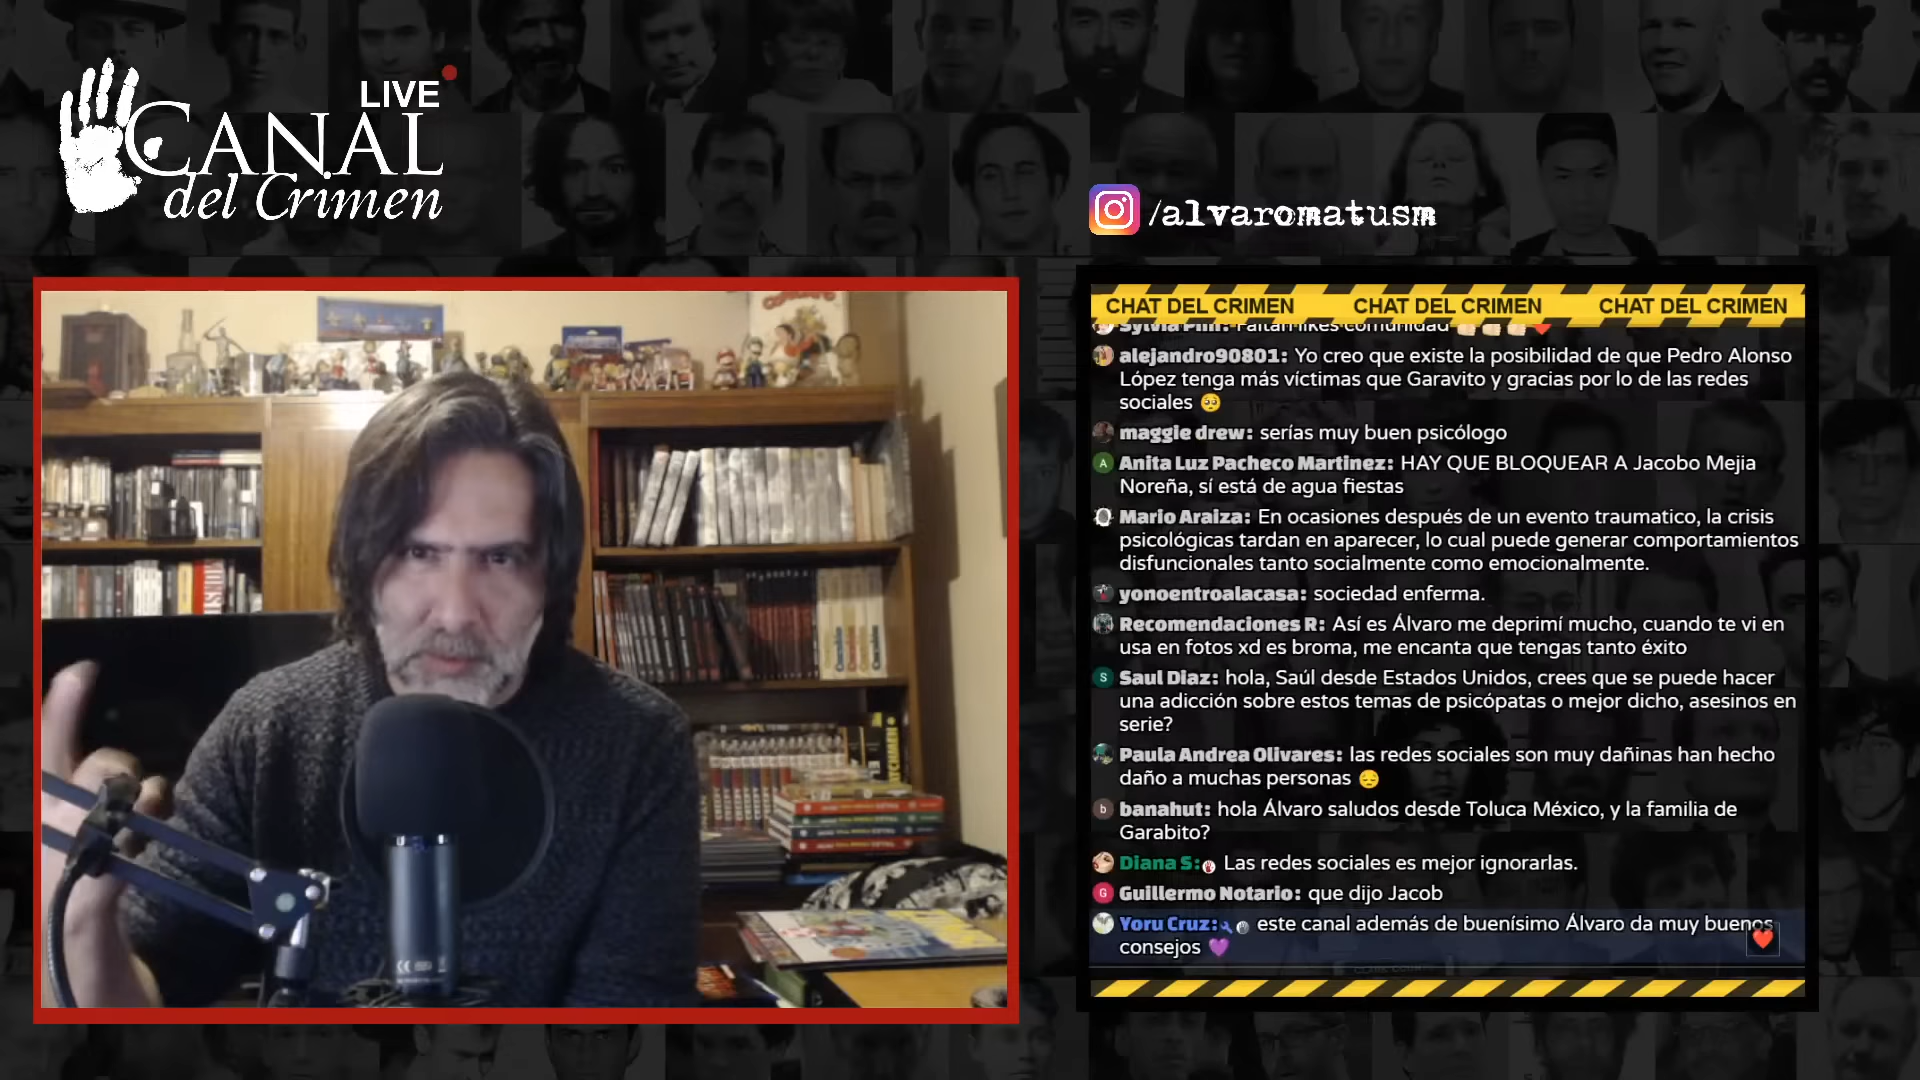 LIVE
CANAL
del Crimen
/alvaromatusm
CHAT DEL CRIMEN CHAT DEL CRIMEN CHAT DEL CRIMEN
comunidad
alejandro90801: Yo creo que existe la posibilidad de que Pedro Alonso
López tenga más víctimas que Garavito y gracias por lo de las redes
sociales 🥺
maggie drew: serías muy buen psicólogo
A Anita Luz Pacheco Martinez: HAY QUE BLOQUEAR A Jacobo Mejia
Noreña, sí está de agua fiestas
Mario Araiza: En ocasiones después de un evento traumatico, la crisis
psicológicas tardan en aparecer, lo cual puede generar comportamientos
disfuncionales tanto socialmente como emocionalmente.
yonoentroalacasa: sociedad enferma.
Recomendaciones R: Así es Álvaro me deprimí mucho, cuando te vi en
usa en fotos xd es broma, me encanta que tengas tanto éxito
S Saul Diaz: hola, Saúl desde Estados Unidos, crees que se puede hacer
una adicción sobre estos temas de psicópatas o mejor dicho, asesinos en
serie?
Paula Andrea Olivares: las redes sociales son muy dañinas han hecho
daño a muchas personas 😔
b banahut: hola Álvaro saludos desde Toluca México, y la familia de
Garabito?
Diana S: Las redes sociales es mejor ignorarlas.
G Guillermo Notario: que dijo Jacob
Yoru Cruz: este canal además de buenísimo Álvaro da muy buenos
consejos 💜